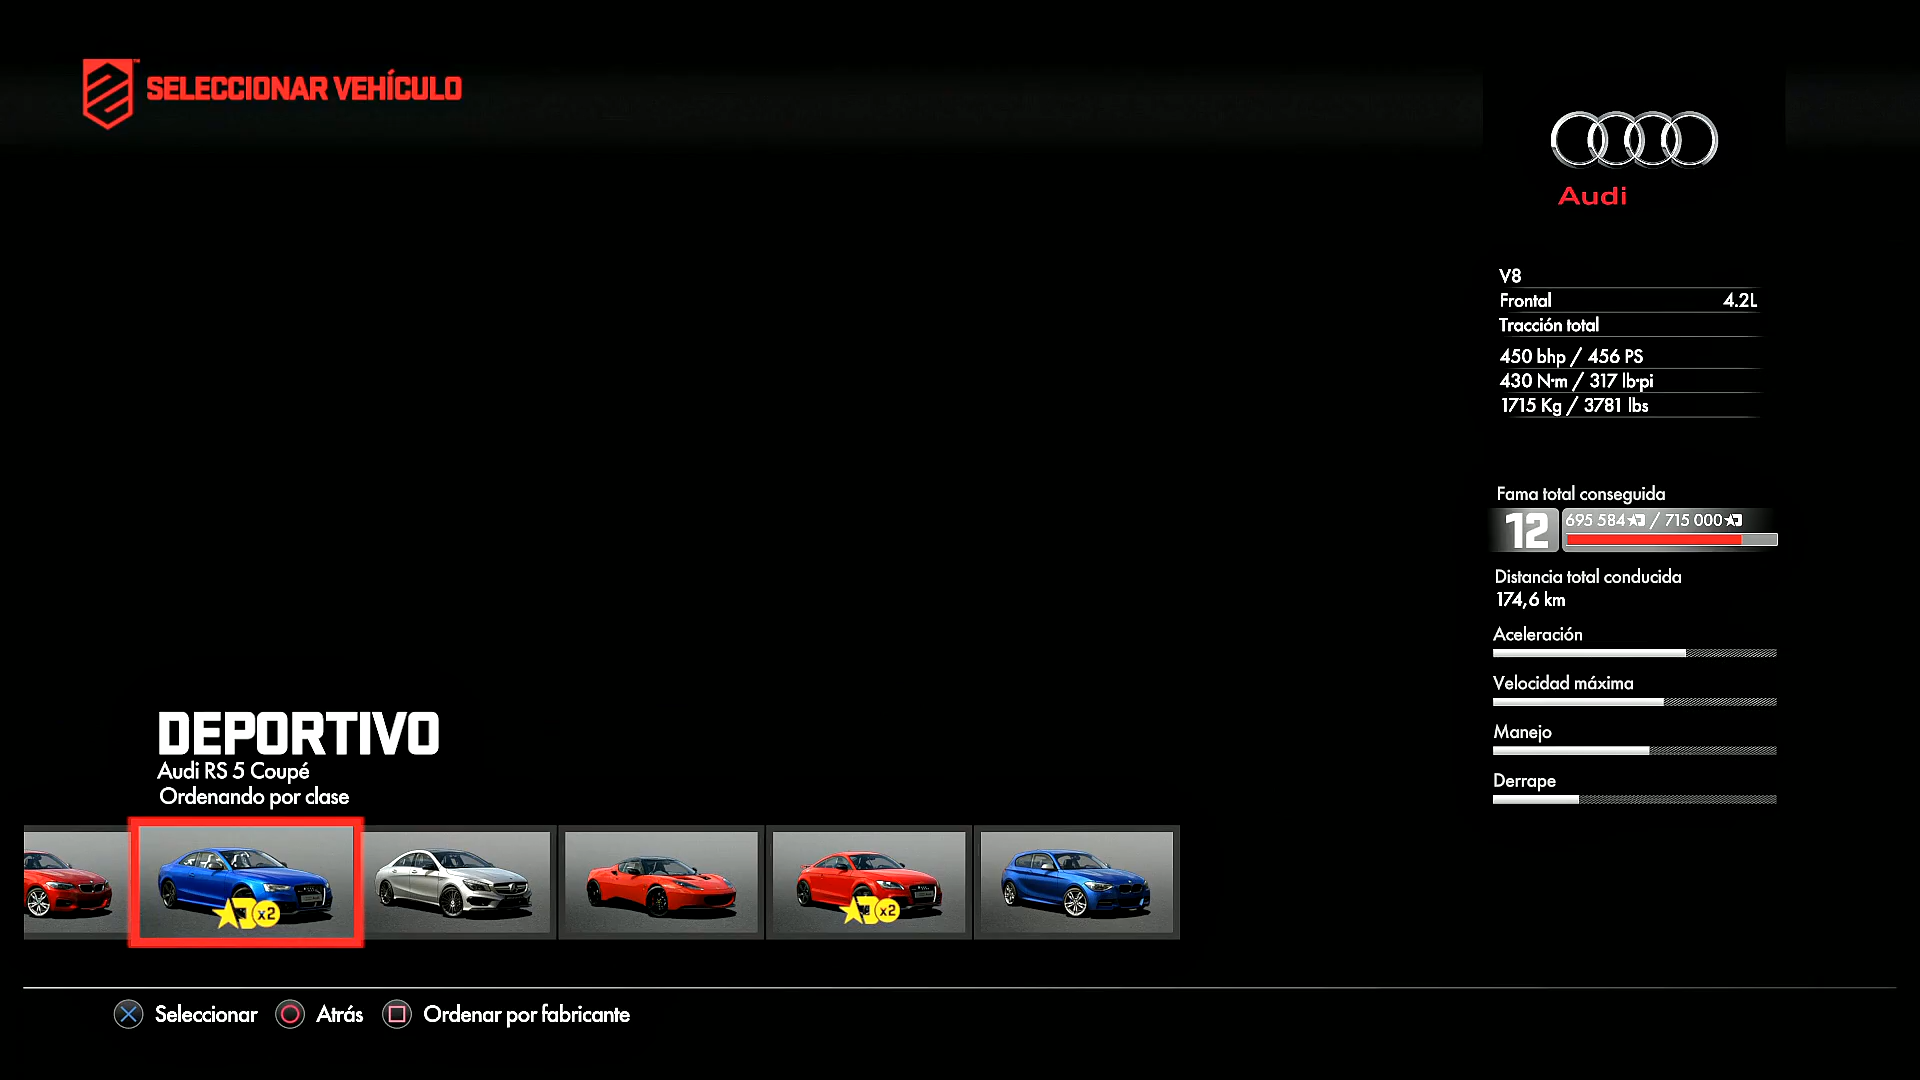 SELECCIONAR VEHÍCULO
Audi
V8
Frontal 4.2L
Tracción total
450 bhp / 456 PS
430 N·m / 317 lb·pi
1715 Kg / 3781 lbs
Fama total conseguida
12 695 584 / 715 000
Distancia total conducida
174,6 km
Aceleración
Velocidad máxima
Manejo
Derrape
DEPORTIVO
Audi RS 5 Coupé
Ordenando por clase
x2
x2
Seleccionar Atrás Ordenar por fabricante